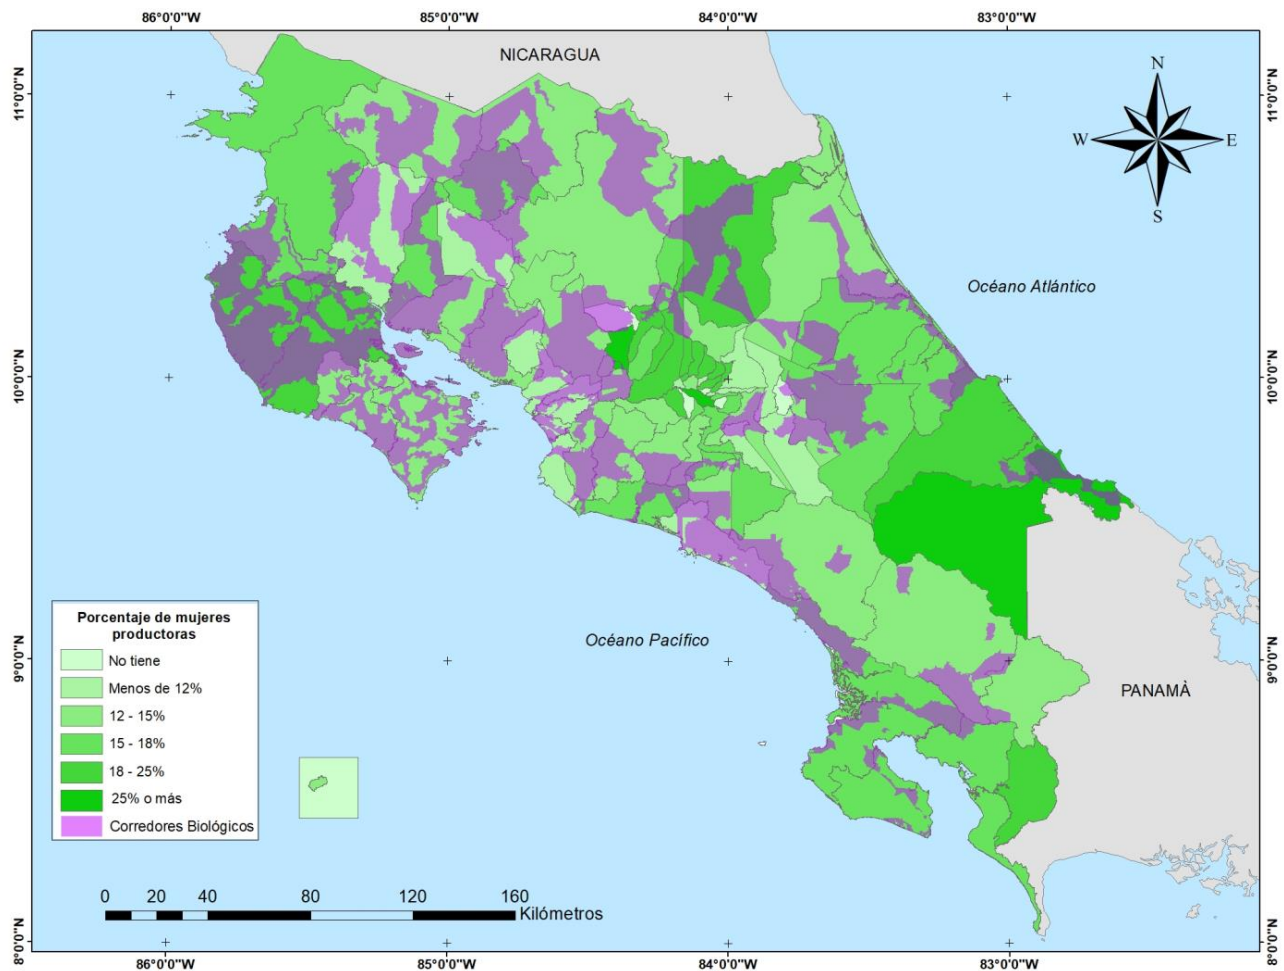 86°0'0"W 85°0'0"W 84°0'0"W 83°0'0"W
NICARAGUA
N
11°0'0"N 11°0'0"N
W E
S
Océano Atlántico
10°0'0"N 10°0'0"N
Porcentaje de mujeres
productoras
No tiene
Menos de 12%
12 - 15%
15 - 18%
18 - 25%
25% o más
Corredores Biológicos
Océano Pacífico
9°0'0"N 9°0'0"N
PANAMÀ
0 20 40 80 120 160
Kilómetros
8°0'0"N 8°0'0"N
86°0'0"W 85°0'0"W 84°0'0"W 83°0'0"W